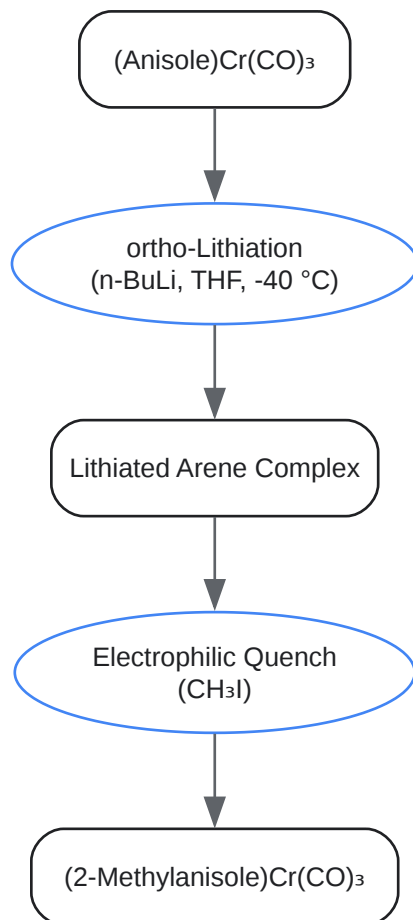 (Anisole)Cr(CO)₃
ortho-Lithiation
(n-BuLi, THF, -40 °C)
Lithiated Arene Complex
Electrophilic Quench
(CH₃I)
(2-Methylanisole)Cr(CO)₃